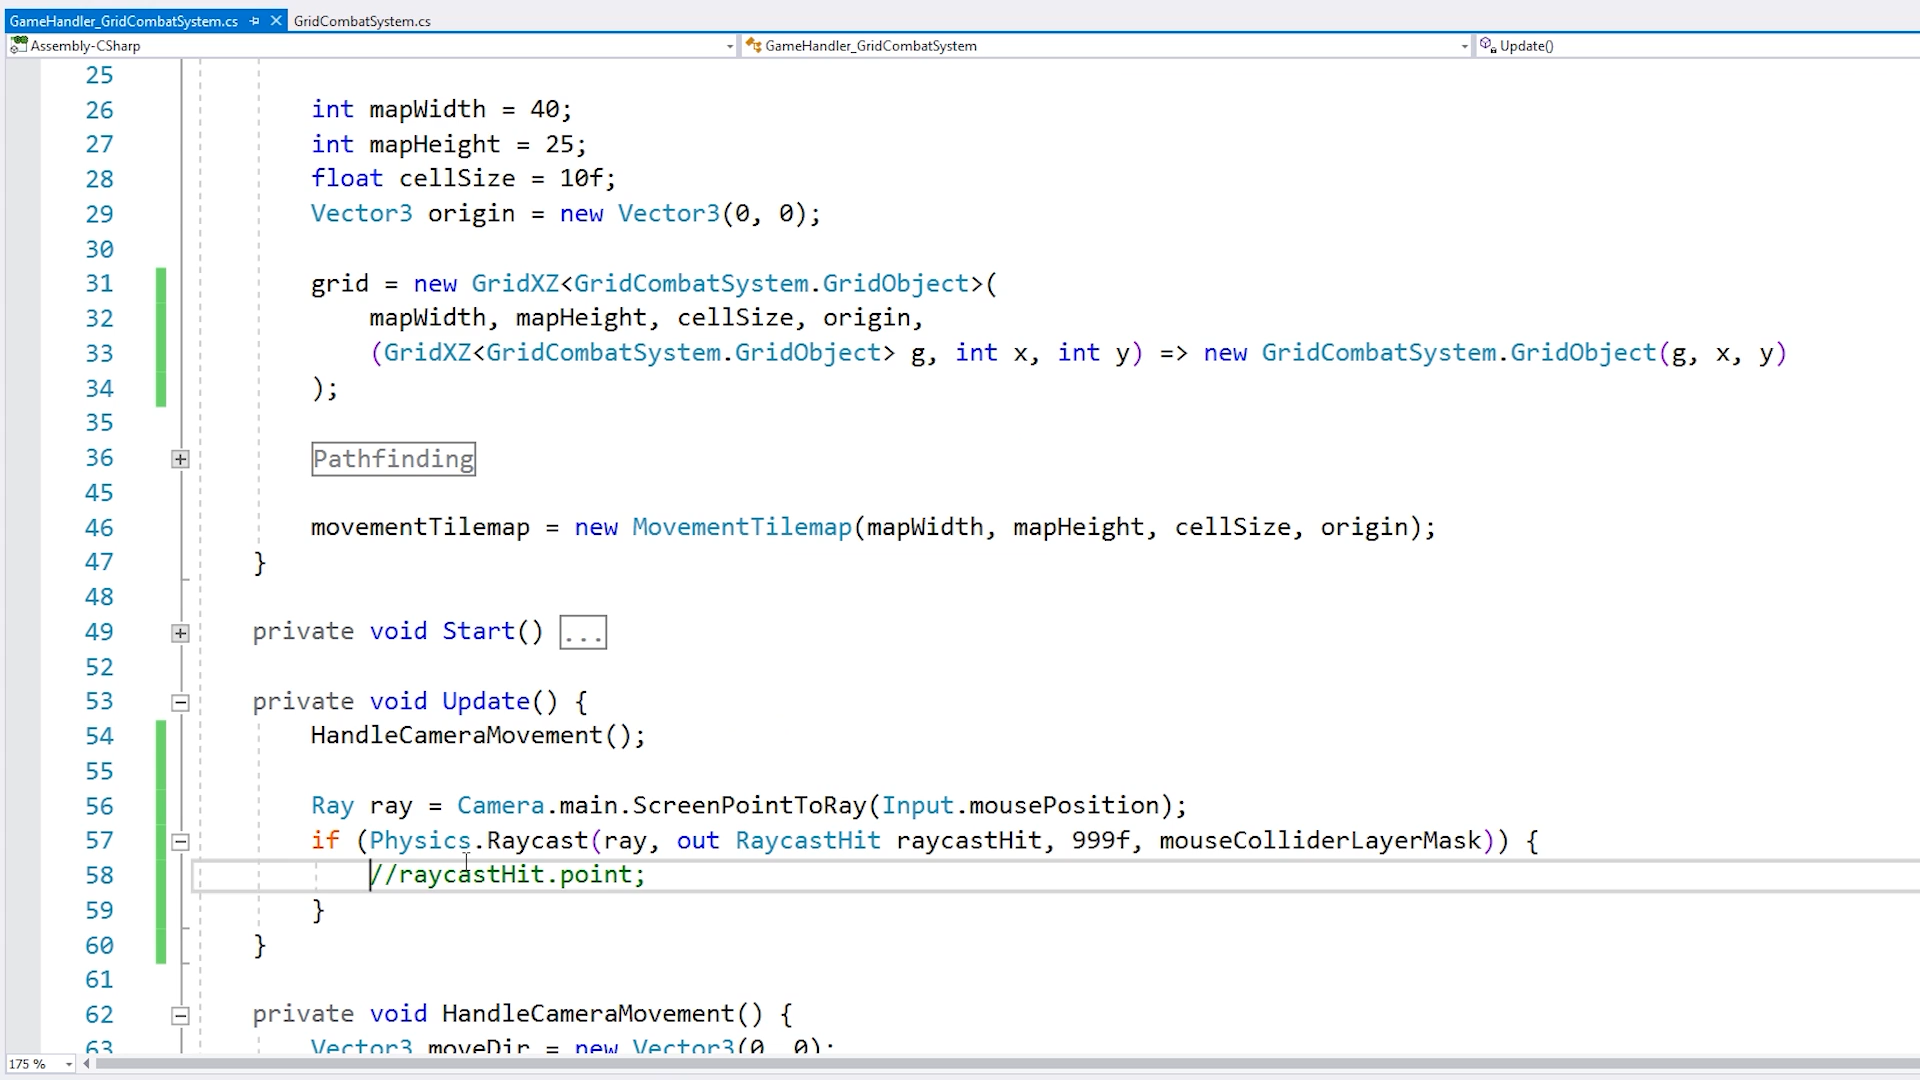 GameHandler_GridCombatSystem.cs GridCombatSystem.cs
Assembly-CSharp GameHandler_GridCombatSystem Update()
25
26 int mapWidth = 40;
27 int mapHeight = 25;
28 float cellSize = 10f;
29 Vector3 origin = new Vector3(0, 0);
30
31 grid = new GridXZ<GridCombatSystem.GridObject>(
32 mapWidth, mapHeight, cellSize, origin,
33 (GridXZ<GridCombatSystem.GridObject> g, int x, int y) => new GridCombatSystem.GridObject(g, x, y)
34 );
35
36 Pathfinding
45
46 movementTilemap = new MovementTilemap(mapWidth, mapHeight, cellSize, origin);
47 }
48
49 private void Start() ...
52
53 private void Update() {
54 HandleCameraMovement();
55
56 Ray ray = Camera.main.ScreenPointToRay(Input.mousePosition);
57 if (Physics.Raycast(ray, out RaycastHit raycastHit, 999f, mouseColliderLayerMask)) {
58 //raycastHit.point;
59 }
60 }
61
62 private void HandleCameraMovement() {
63 Vector3 moveDir = new Vector3(0, 0);
175 %